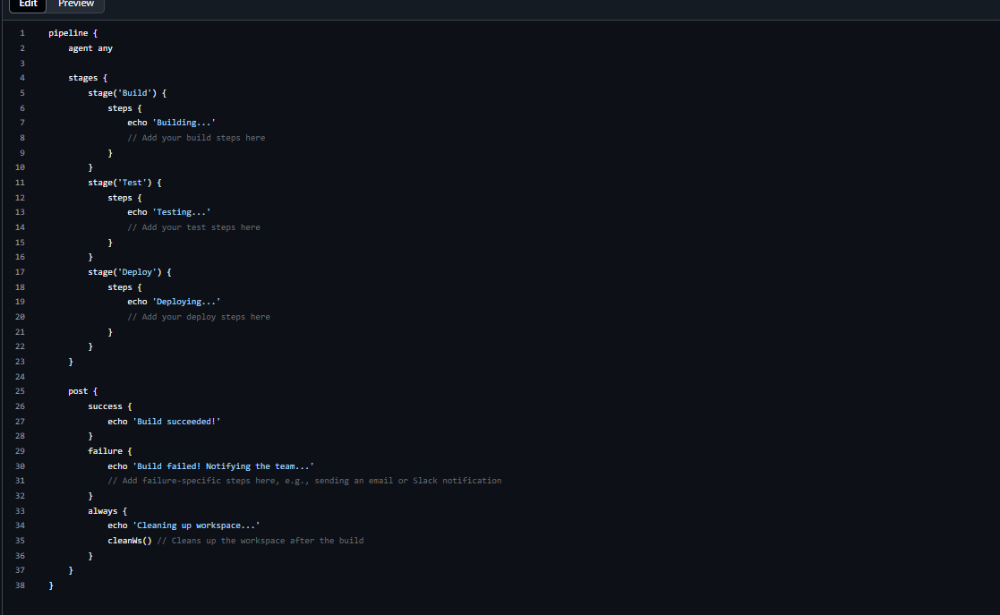 Edit Preview
1 pipeline {
2     agent any
3
4     stages {
5         stage('Build') {
6             steps {
7                 echo 'Building...'
8                 // Add your build steps here
9             }
10         }
11         stage('Test') {
12             steps {
13                 echo 'Testing...'
14                 // Add your test steps here
15             }
16         }
17         stage('Deploy') {
18             steps {
19                 echo 'Deploying...'
20                 // Add your deploy steps here
21             }
22         }
23     }
24
25     post {
26         success {
27             echo 'Build succeeded!'
28         }
29         failure {
30             echo 'Build failed! Notifying the team...'
31             // Add failure-specific steps here, e.g., sending an email or Slack notification
32         }
33         always {
34             echo 'Cleaning up workspace...'
35             cleanWs() // Cleans up the workspace after the build
36         }
37     }
38 }